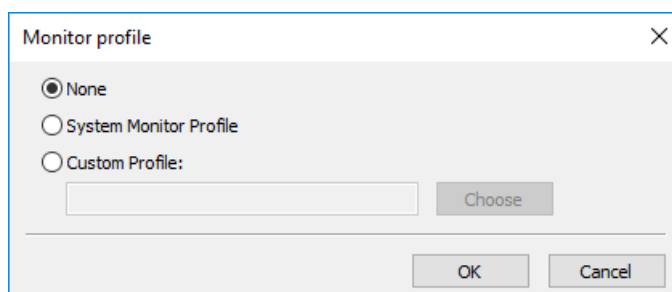 Monitor profile
None
System Monitor Profile
Custom Profile:
Choose
OK
Cancel